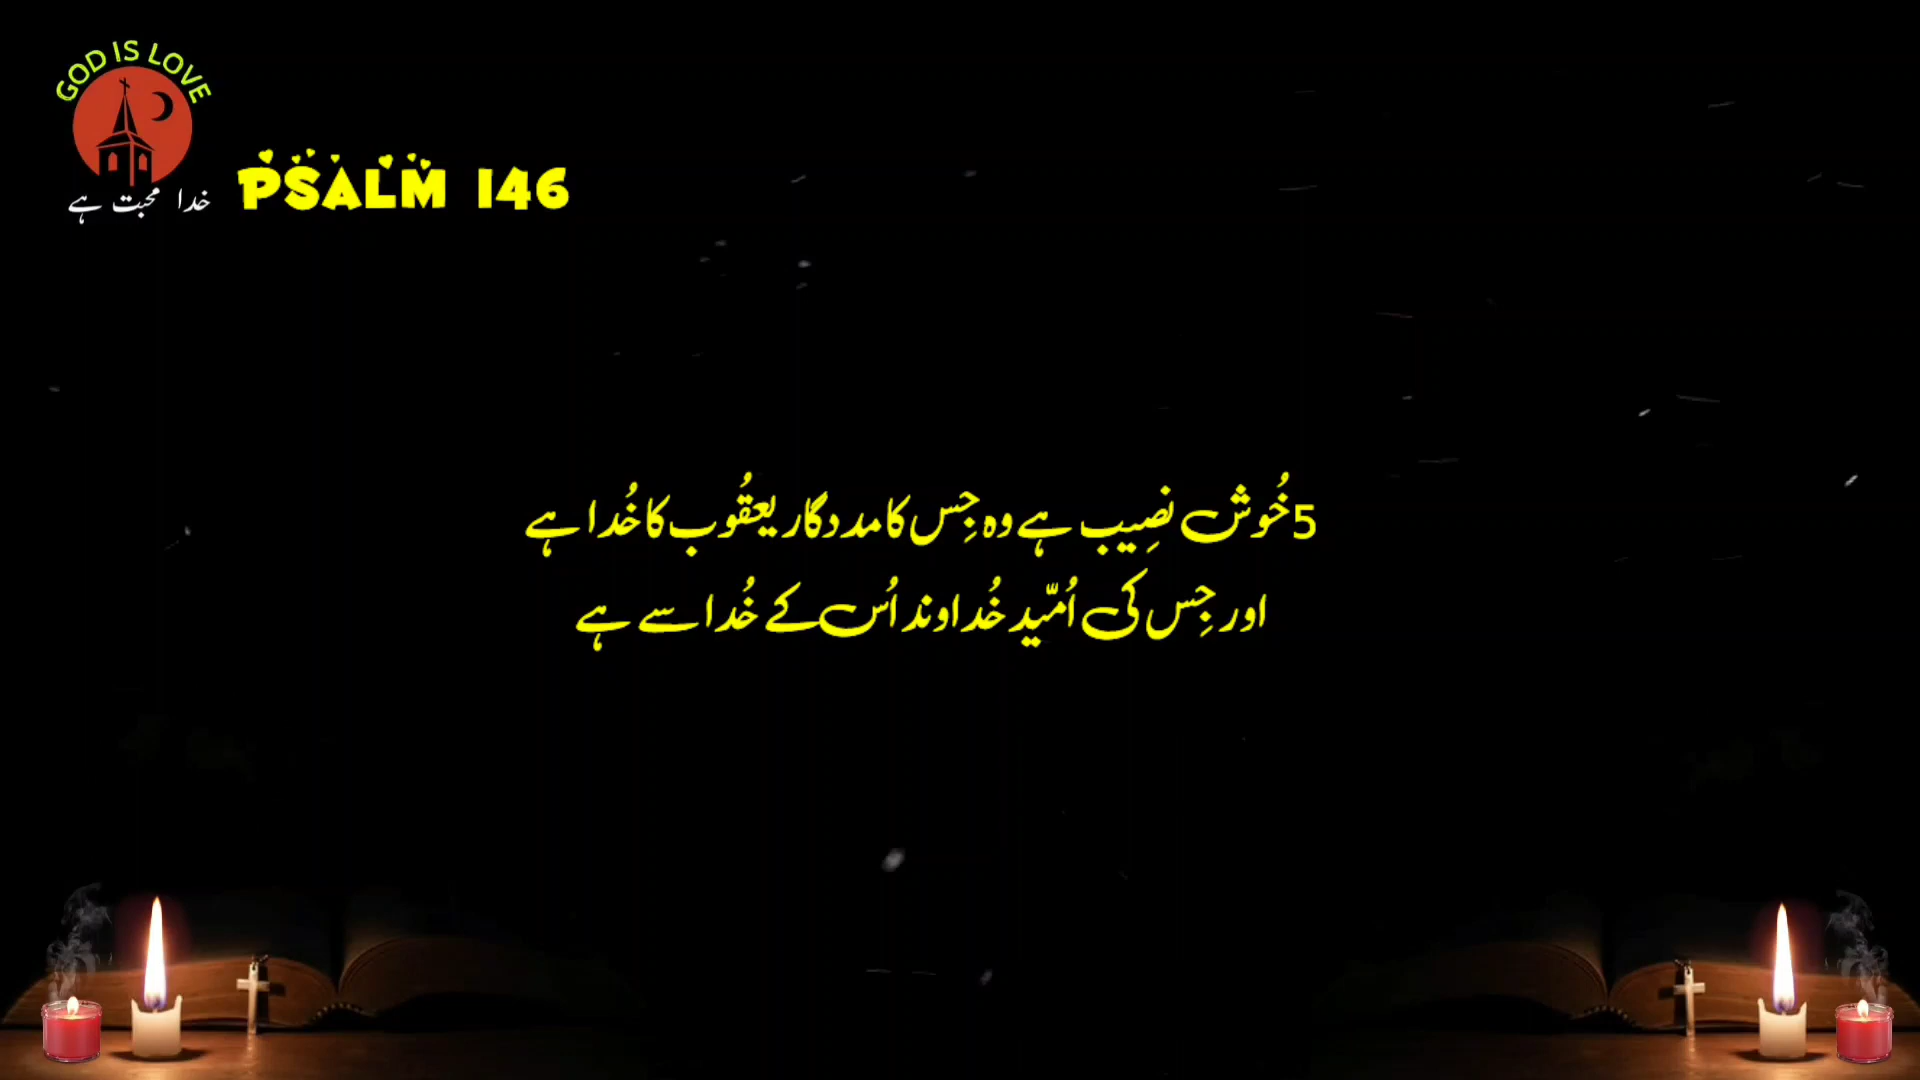 GOD IS LOVE
خدا محبت ہے
PSALM 146
5خُوش نصِیب ہے وہ جِس کا مددگار یعقُوب کا خُدا ہے
اور جِس کی اُمّید خُداوند اُس کے خُدا سے ہے